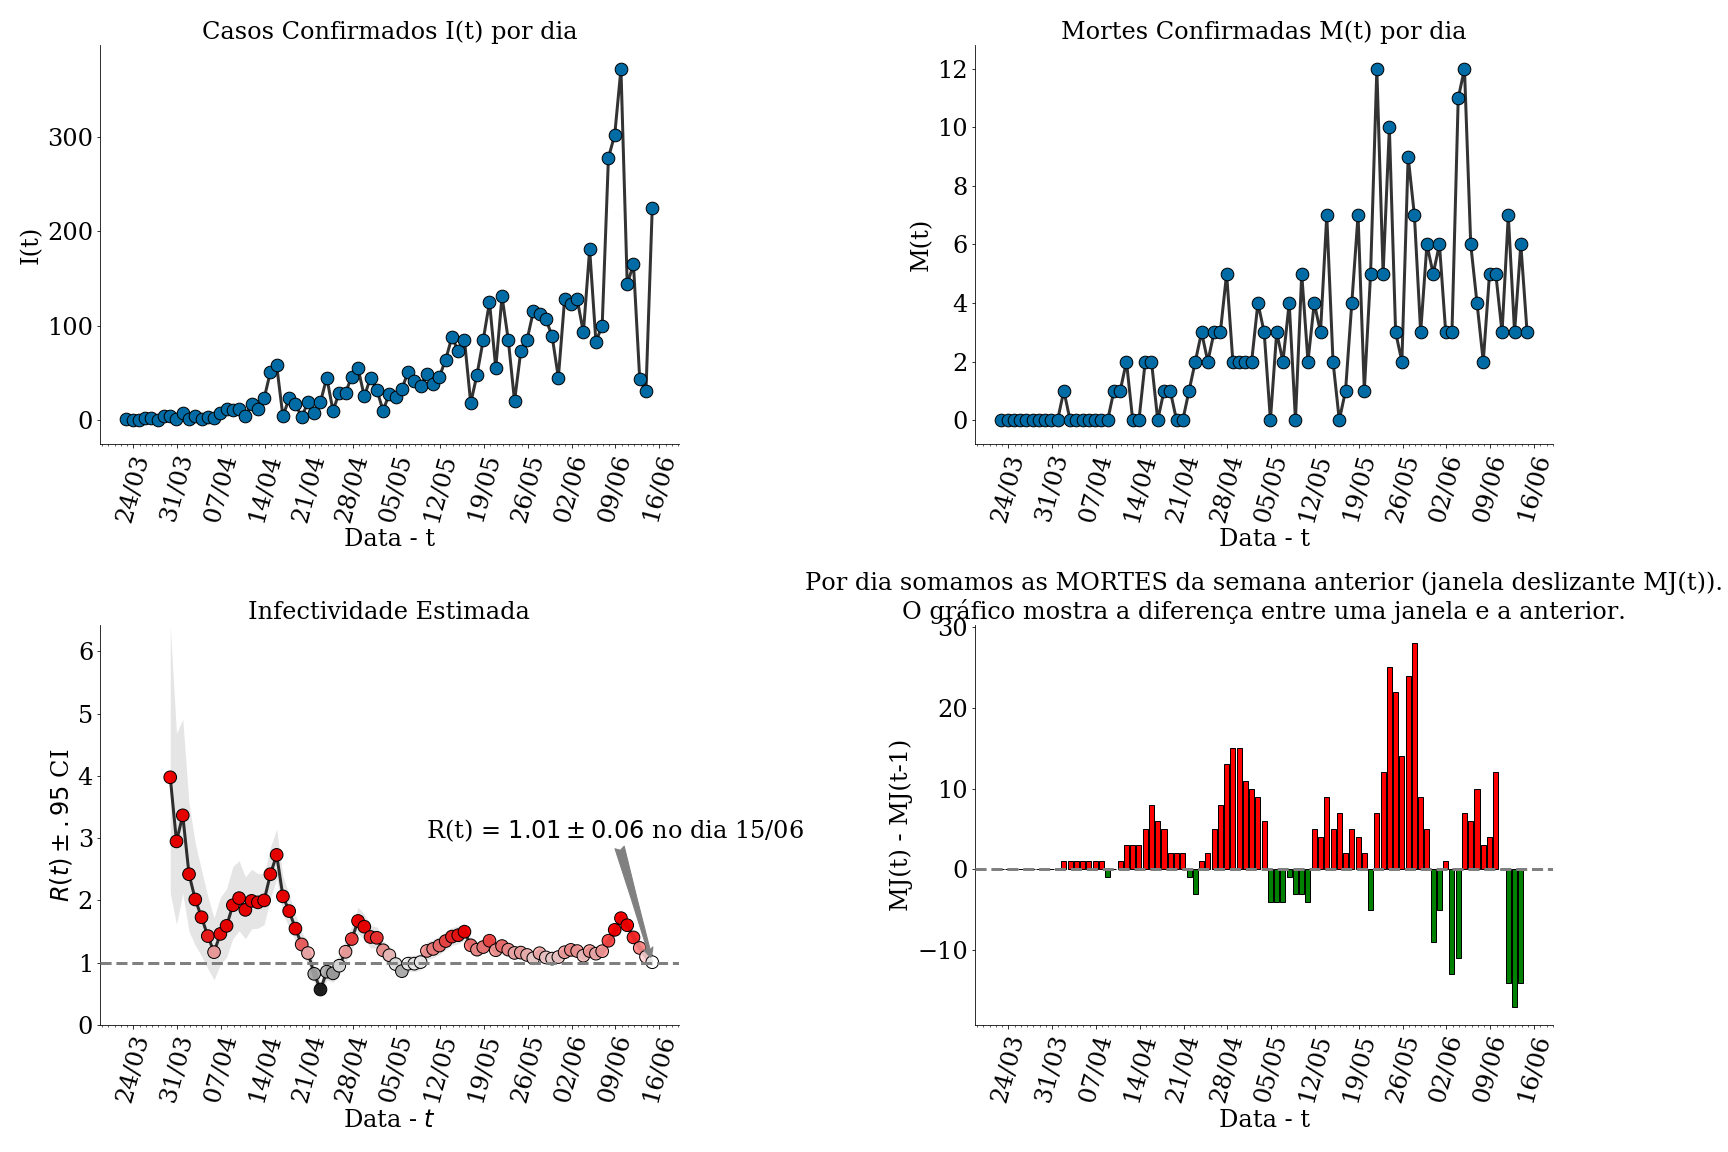 Casos Confirmados I(t) por dia
I(t)
300
200
100
0
24/03 31/03 07/04 14/04 21/04 28/04 05/05 12/05 19/05 26/05 02/06 09/06 16/06
Data - t
Mortes Confirmadas M(t) por dia
M(t)
12
10
8
6
4
2
0
24/03 31/03 07/04 14/04 21/04 28/04 05/05 12/05 19/05 26/05 02/06 09/06 16/06
Data - t
Infectividade Estimada
R(t) ± .95 CI
6
5
4
3
2
1
0
R(t) = 1.01 ± 0.06 no dia 15/06
24/03 31/03 07/04 14/04 21/04 28/04 05/05 12/05 19/05 26/05 02/06 09/06 16/06
Data - t
Por dia somamos as MORTES da semana anterior (janela deslizante MJ(t)).
O gráfico mostra a diferença entre uma janela e a anterior.
MJ(t) - MJ(t-1)
30
20
10
0
−10
24/03 31/03 07/04 14/04 21/04 28/04 05/05 12/05 19/05 26/05 02/06 09/06 16/06
Data - t